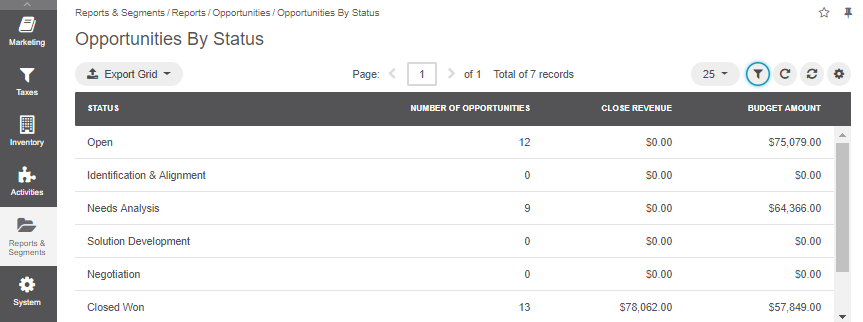 Reports & Segments / Reports / Opportunities / Opportunities By Status
Opportunities By Status
Export Grid
Page: 1 of 1 Total of 7 records
25
STATUS NUMBER OF OPPORTUNITIES CLOSE REVENUE BUDGET AMOUNT
Open 12 $0.00 $75,079.00
Identification & Alignment 0 $0.00 $0.00
Needs Analysis 9 $0.00 $64,366.00
Solution Development 0 $0.00 $0.00
Negotiation 0 $0.00 $0.00
Closed Won 13 $78,062.00 $57,849.00
Marketing
Taxes
Inventory
Activities
Reports &
Segments
System